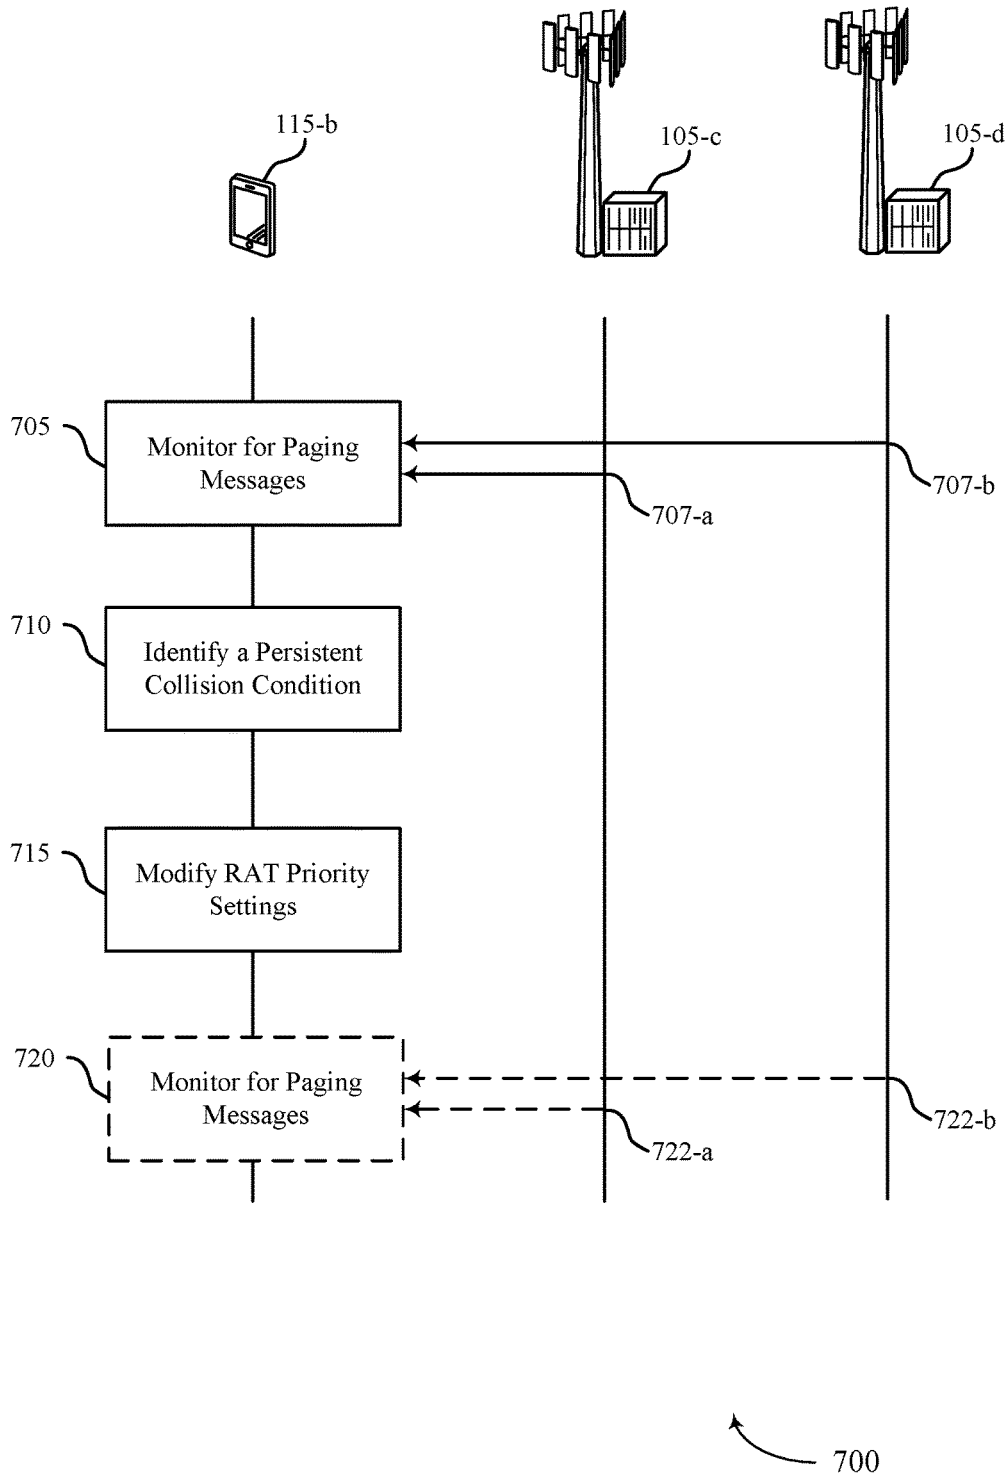 115-b
105-c
105-d
705
Monitor for Paging
Messages
707-b
707-a
710
Identify a Persistent
Collision Condition
715
Modify RAT Priority
Settings
720
Monitor for Paging
Messages
722-b
722-a
700